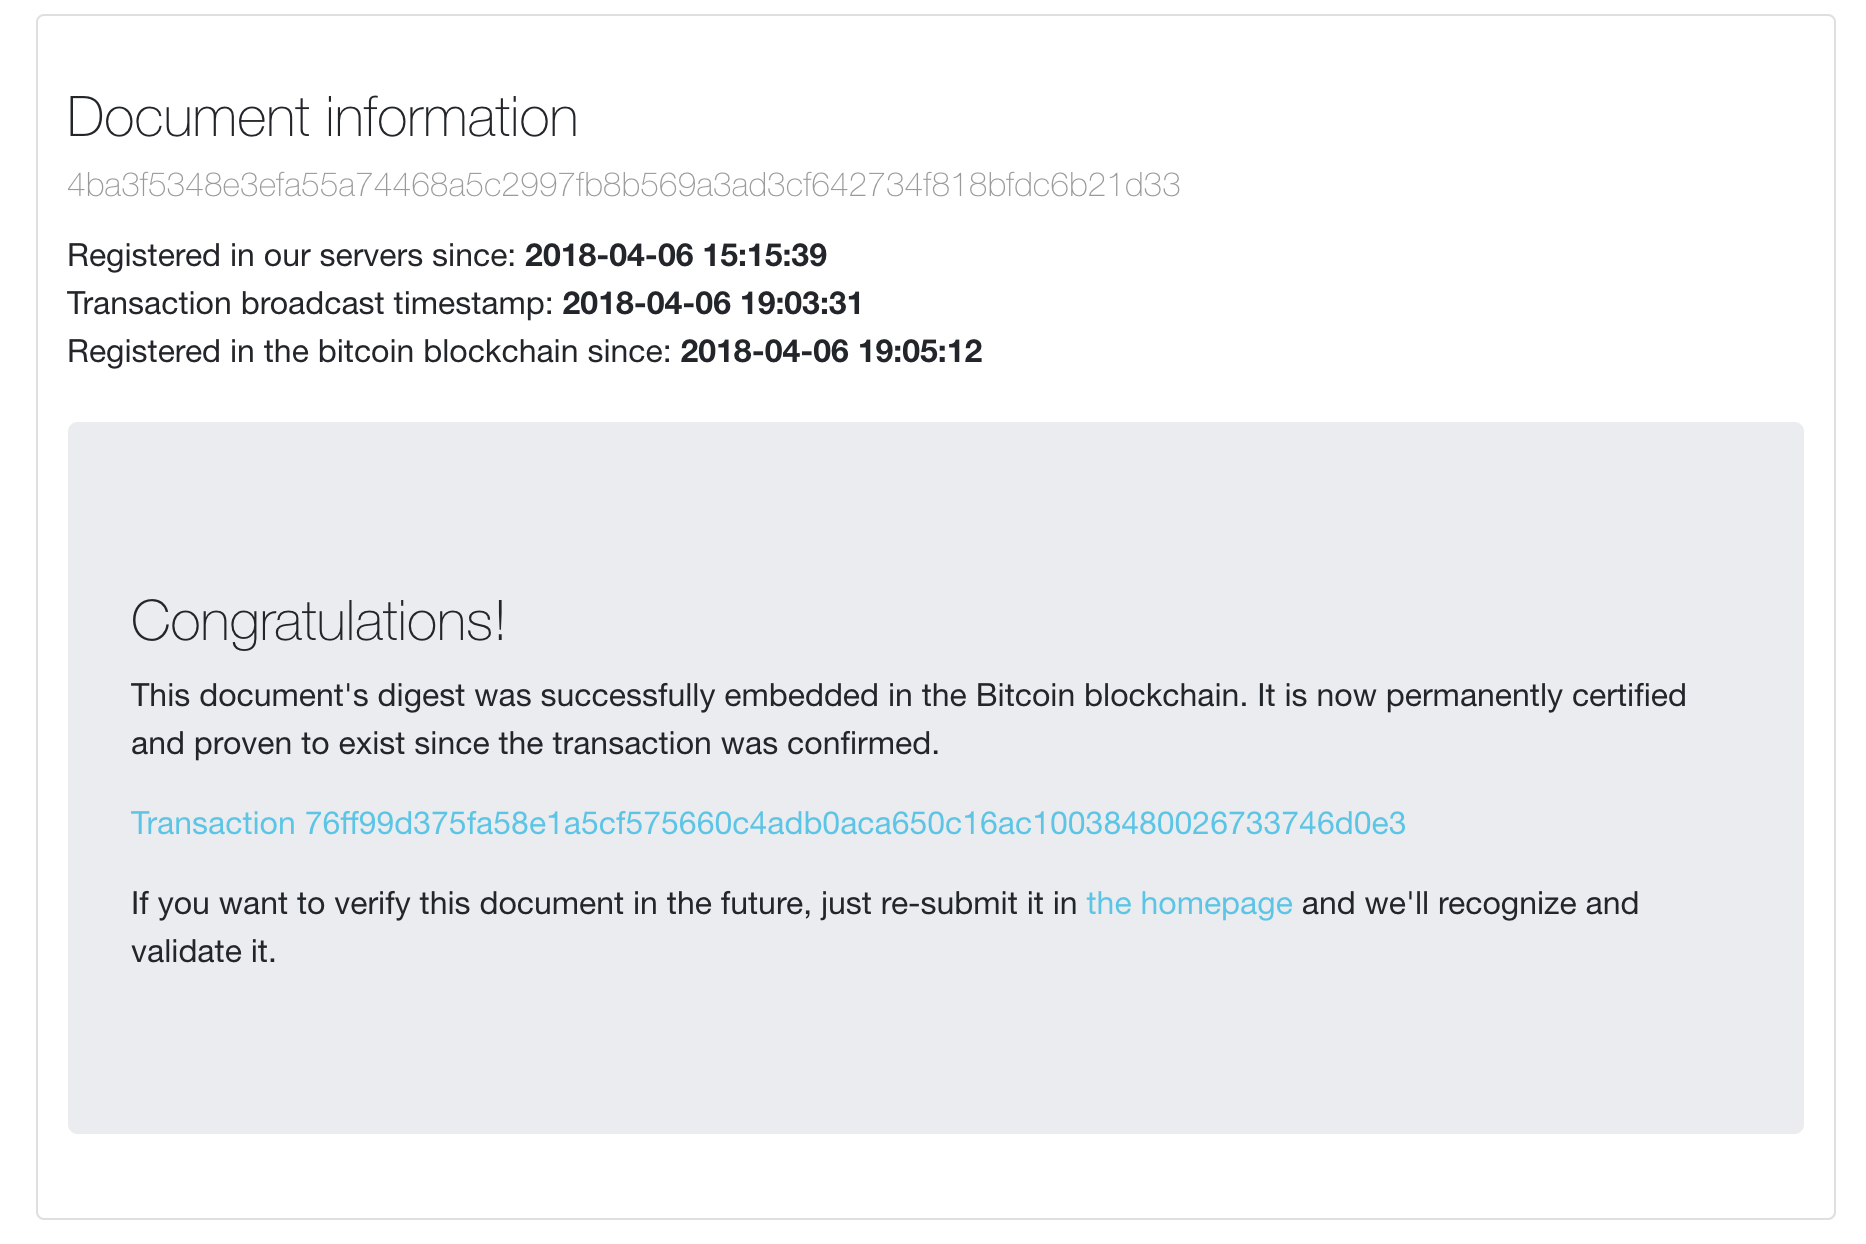 Document information
4ba3f5348e3efa55a74468a5c2997fb8b569a3ad3cf642734f818bfdc6b21d33
Registered in our servers since: 2018-04-06 15:15:39
Transaction broadcast timestamp: 2018-04-06 19:03:31
Registered in the bitcoin blockchain since: 2018-04-06 19:05:12
Congratulations!
This document's digest was successfully embedded in the Bitcoin blockchain. It is now permanently certified
and proven to exist since the transaction was confirmed.
Transaction 76ff99d375fa58e1a5cf575660c4adb0aca650c16ac10038480026733746d0e3
If you want to verify this document in the future, just re-submit it in the homepage and we'll recognize and
validate it.